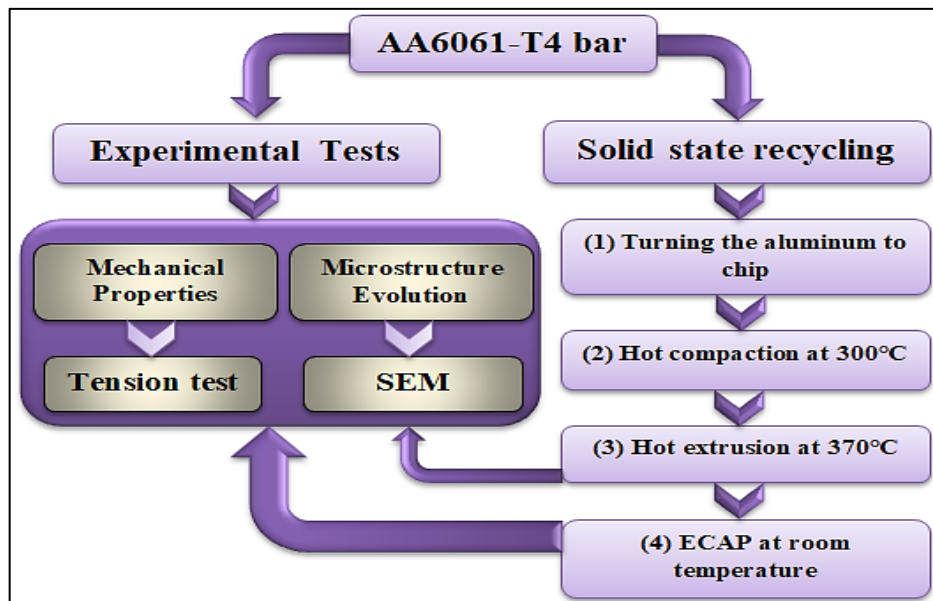 AA6061-T4 bar
Experimental Tests
Solid state recycling
Mechanical
Properties
Microstructure
Evolution
Tension test
SEM
(1) Turning the aluminum to
chip
(2) Hot compaction at 300°C
(3) Hot extrusion at 370°C
(4) ECAP at room
temperature